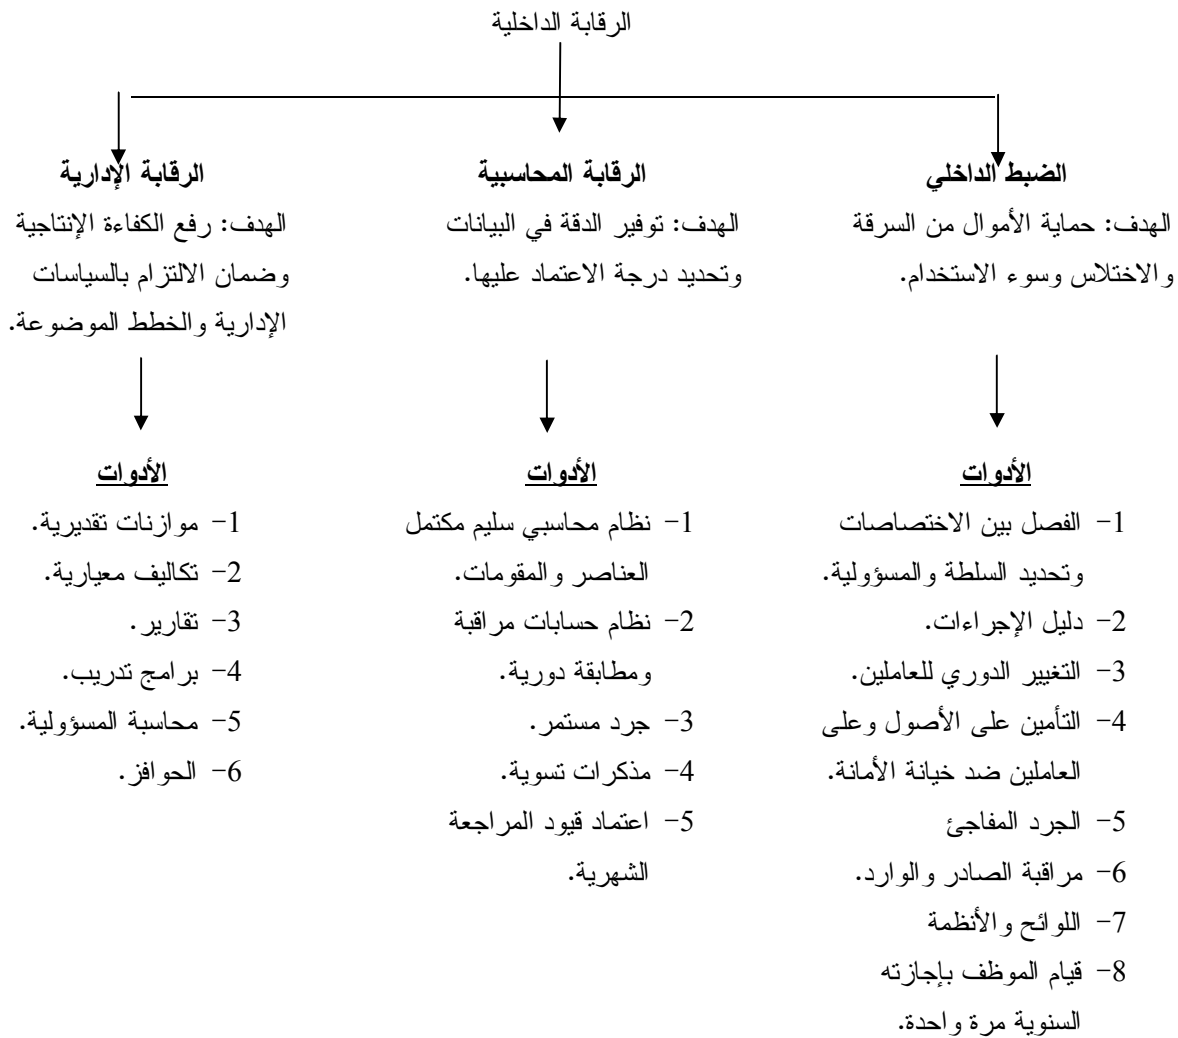 الرقابة الداخلية
الضبط الداخلي
الهدف: حماية الأموال من السرقة
والاختلاس وسوء الاستخدام.
الأدوات
1- الفصل بين الاختصاصات
وتحديد السلطة والمسؤولية.
2- دليل الإجراءات.
3- التغيير الدوري للعاملين.
4- التأمين على الأصول وعلى
العاملين ضد خيانة الأمانة.
5- الجرد المفاجئ
6- مراقبة الصادر والوارد.
7- اللوائح والأنظمة
8- قيام الموظف بإجازته
السنوية مرة واحدة.
الرقابة المحاسبية
الهدف: توفير الدقة في البيانات
وتحديد درجة الاعتماد عليها.
الأدوات
1- نظام محاسبي سليم مكتمل
العناصر والمقومات.
2- نظام حسابات مراقبة
ومطابقة دورية.
3- جرد مستمر.
4- مذكرات تسوية.
5- اعتماد قيود المراجعة
الشهرية.
الرقابة الإدارية
الهدف: رفع الكفاءة الإنتاجية
وضمان الالتزام بالسياسات
الإدارية والخطط الموضوعة.
الأدوات
1- موازنات تقديرية.
2- تكاليف معيارية.
3- تقارير.
4- برامج تدريب.
5- محاسبة المسؤولية.
6- الحوافز.